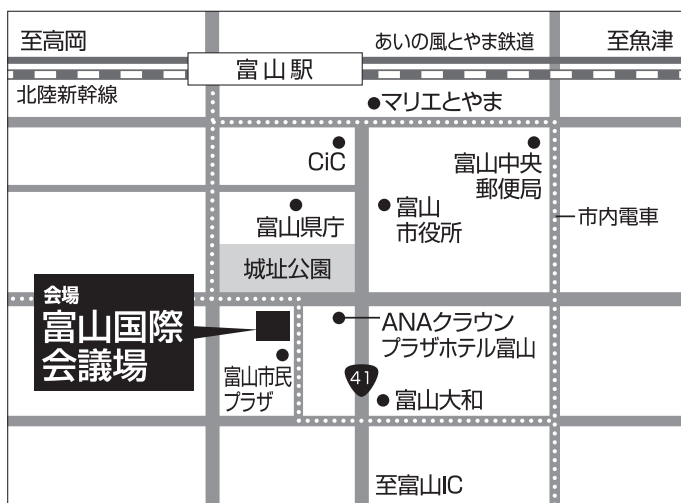 至高岡
あいの風とやま鉄道
至魚津
富山駅
北陸新幹線
マリエとやま
CiC
富山中央
郵便局
富山県庁
富山
市役所
市内電車
城址公園
会場
富山国際
会議場
ANAクラウン
プラザホテル富山
富山市民
プラザ
41
富山大和
至富山IC